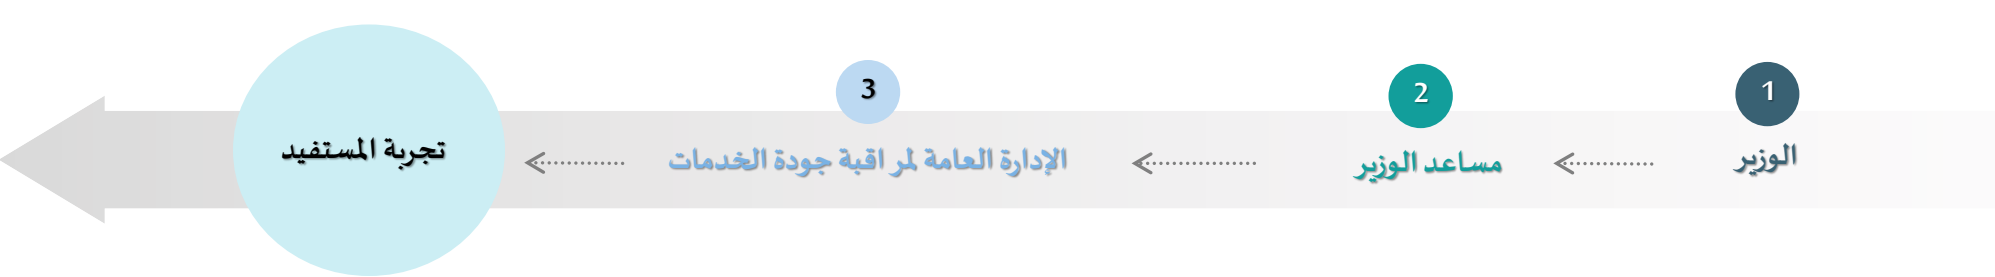 1
الوزير
2
مساعد الوزير
3
الإدارة العامة لمراقبة جودة الخدمات
تجربة المستفيد